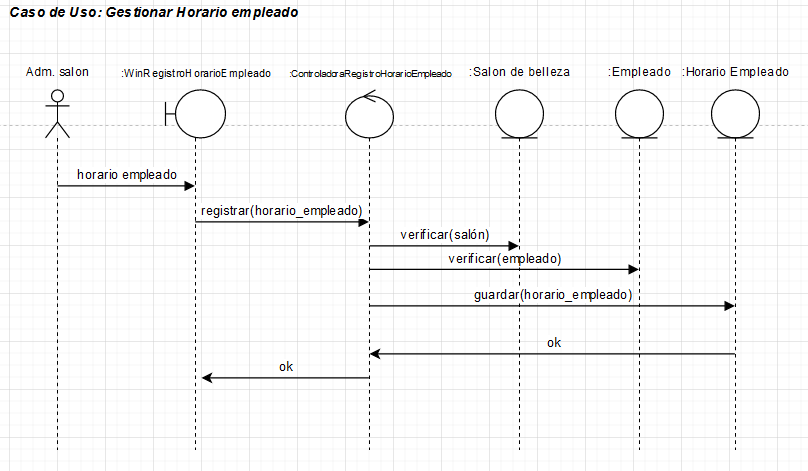 Caso de Uso: Gestionar Horario empleado
Adm. salon
:WinRegistroHorarioEmpleado
:ControladoraRegistroHorarioEmpleado
:Salon de belleza
:Empleado
:Horario Empleado
horario empleado
registrar(horario_empleado)
verificar(salón)
verificar(empleado)
guardar(horario_empleado)
ok
ok